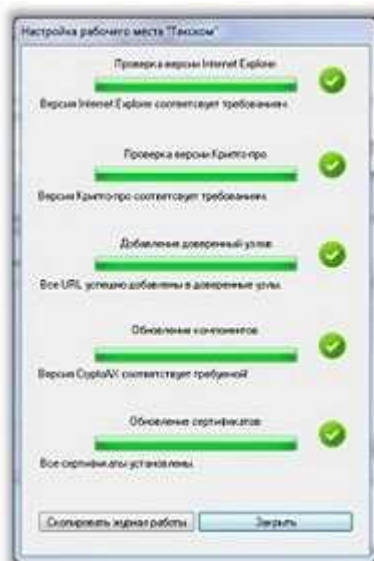 Настройка рабочего места "Такском"
Проверка версии Internet Explorer
Версия Internet Explorer соответсвует требованиям.
Проверка версии Крипто-про
Версия Крипто-про соответсвует требованиям.
Добавление доверенный узлов
Все URL успешно добавлены в доверенные узлы.
Обновление компонентов
Версия CryptoAX соответствует требуемой
Обновление сертификатов
Все сертификаты установлены.
Скопировать журнал работы
Закрыть